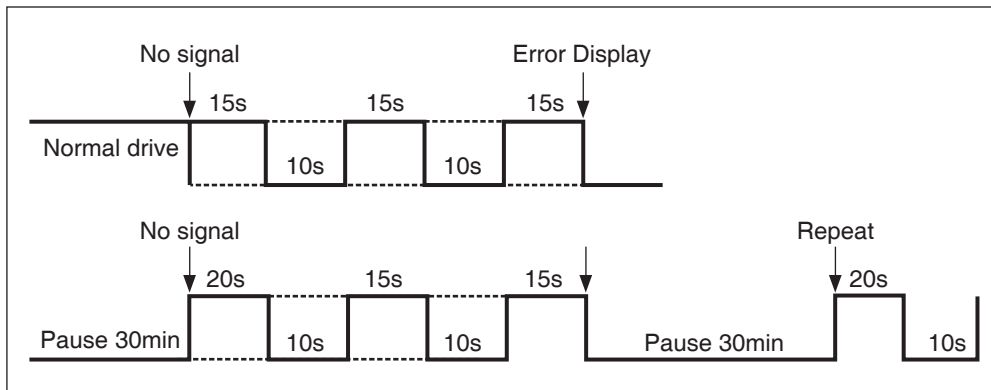 No signal Error Display
15s 15s 15s
Normal drive
10s 10s
No signal Repeat
20s 15s 15s 20s
Pause 30min 10s 10s Pause 30min 10s